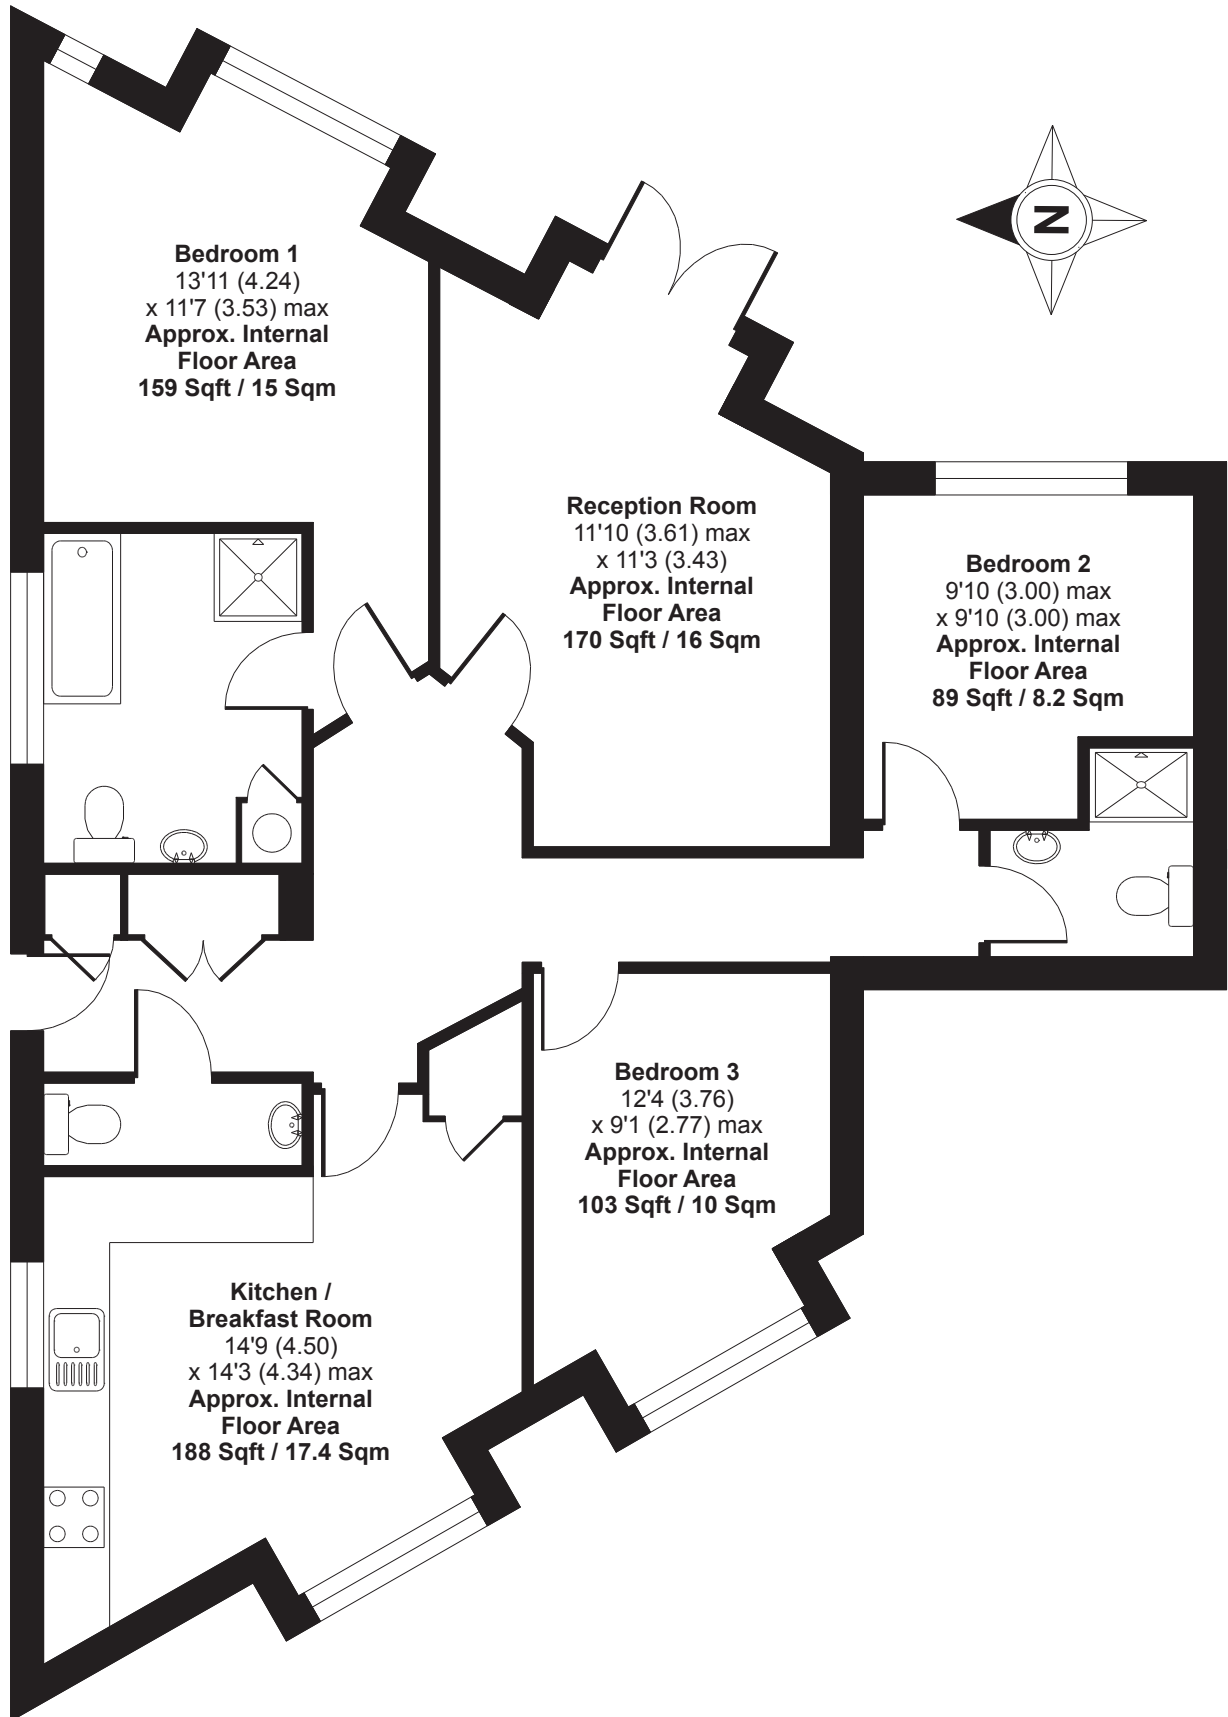 Bedroom 1
13'11 (4.24)
x 11'7 (3.53) max
Approx. Internal
Floor Area
159 Sqft / 15 Sqm
N
Reception Room
11'10 (3.61) max
x 11'3 (3.43)
Approx. Internal
Floor Area
170 Sqft / 16 Sqm
Bedroom 2
9'10 (3.00) max
x 9'10 (3.00) max
Approx. Internal
Floor Area
89 Sqft / 8.2 Sqm
Bedroom 3
12'4 (3.76)
x 9'1 (2.77) max
Approx. Internal
Floor Area
103 Sqft / 10 Sqm
Kitchen /
Breakfast Room
14'9 (4.50)
x 14'3 (4.34) max
Approx. Internal
Floor Area
188 Sqft / 17.4 Sqm